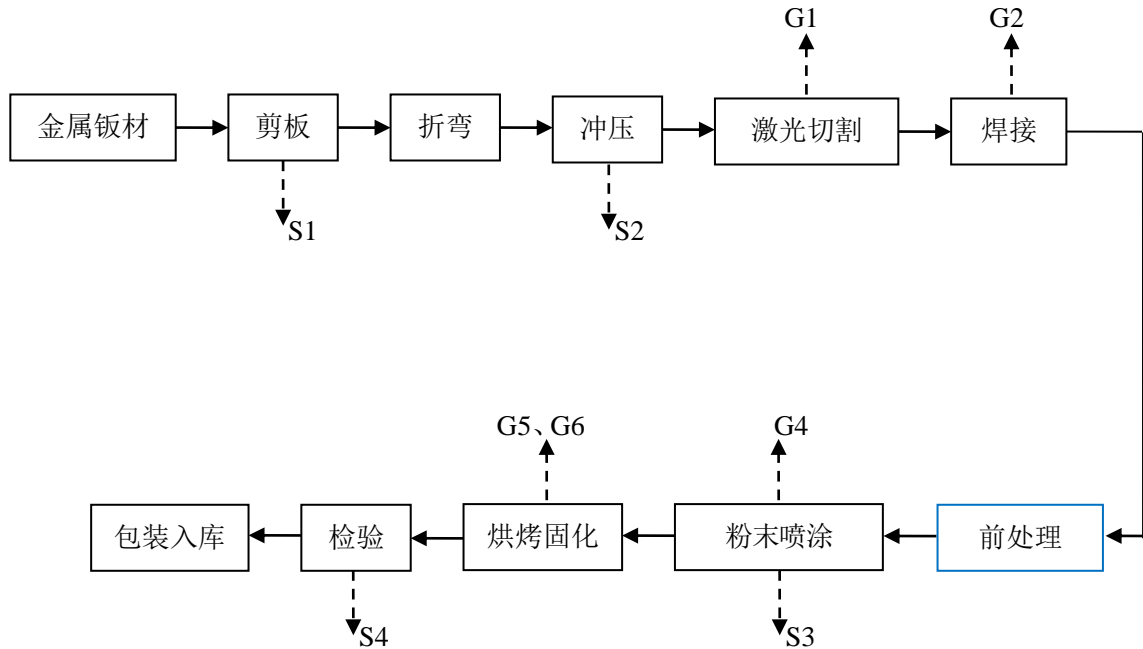 G1
G2
金属钣材
剪板
折弯
冲压
激光切割
焊接
S1
S2
G5、G6
G4
包装入库
检验
烘烤固化
粉末喷涂
前处理
S4
S3